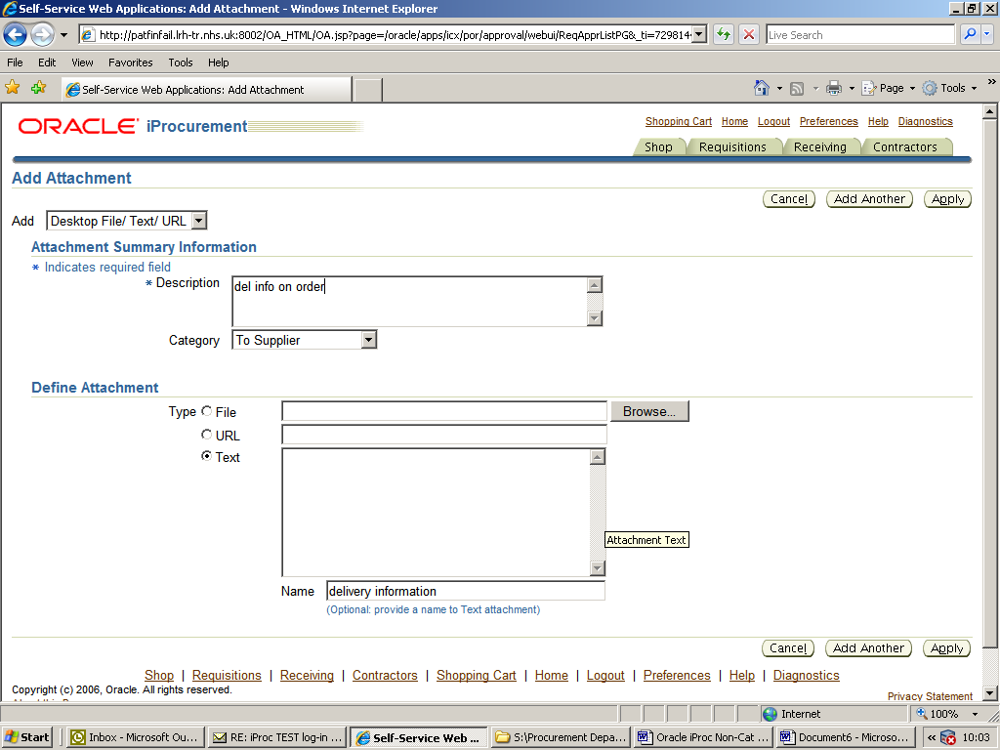 Self-Service Web Applications: Add Attachment - Windows Internet Explorer
http://patfinfail.lrh-tr.nhs.uk:8002/OA_HTML/OA.jsp?page=/oracle/apps/icx/por/approval/webui/ReqApprListPG&_ti=729814
Live Search
File Edit View Favorites Tools Help
Self-Service Web Applications: Add Attachment
Page Tools »
ORACLE iProcurement
Shopping Cart Home Logout Preferences Help Diagnostics
Shop Requisitions Receiving Contractors
Add Attachment
Cancel Add Another Apply
Add Desktop File/ Text/ URL
Attachment Summary Information
* Indicates required field
* Description del info on order
Category To Supplier
Define Attachment
Type File Browse...
URL
Text
Attachment Text
Name delivery information
(Optional: provide a name to Text attachment)
Cancel Add Another Apply
Shop | Requisitions | Receiving | Contractors | Shopping Cart | Home | Logout | Preferences | Help | Diagnostics
Copyright (c) 2006, Oracle. All rights reserved.
Privacy Statement
Internet 100%
Start Inbox - Microsoft Ou... RE: iProc TEST log-in ... Self-Service Web ... S:\Procurement Depa... Oracle iProc Non-Cat ... Document6 - Microso... « 10:03